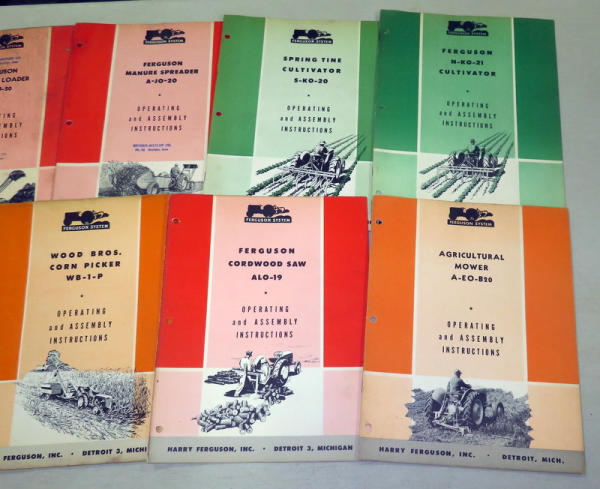 USON
LOADER
-20
FERGUSON SYSTEM
FERGUSON
MANURE SPREADER
A-JO-20
OPERATING
and ASSEMBLY
INSTRUCTIONS
FERGUSON SYSTEM
SPRING TINE
CULTIVATOR
S-KO-20
OPERATING
and ASSEMBLY
INSTRUCTIONS
FERGUSON SYSTEM
FERGUSON
N-KO-21
CULTIVATOR
OPERATING
and ASSEMBLY
INSTRUCTIONS
FERGUSON SYSTEM
WOOD BROS.
CORN PICKER
WB-1-P
OPERATING
and ASSEMBLY
INSTRUCTIONS
FERGUSON, INC. • DETROIT 3, MICH
FERGUSON SYSTEM
FERGUSON
CORDWOOD SAW
ALO-19
OPERATING
and ASSEMBLY
INSTRUCTIONS
HARRY FERGUSON, INC. • DETROIT 3, MICHIGAN
FERGUSON SYSTEM
AGRICULTURAL
MOWER
A-EO-B20
OPERATING
and ASSEMBLY
INSTRUCTIONS
HARRY FERGUSON, INC. • DETROIT, MICH.